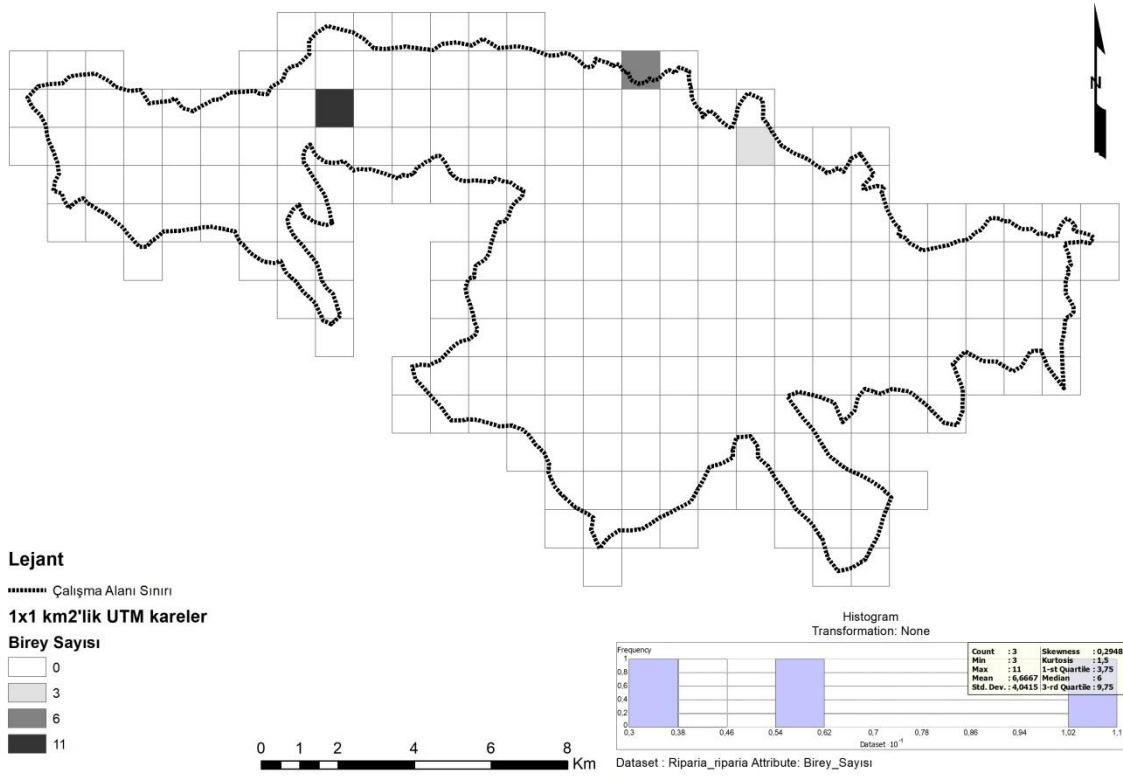 N
Lejant
Çalışma Alanı Sınırı
1x1 km2'lik UTM kareler
Birey Sayısı
0
3
6
11
0 1 2 4 6 8
Km
Histogram
Transformation: None
Frequency
Count : 3 Skewness : 0,2948
Min : 3 Kurtosis : 1,5
Max : 11 1-st Quartile : 3,75
Mean : 6,6667 Median : 6
Std. Dev. : 4,0415 3-rd Quartile : 9,75
1
0,8
0,6
0,4
0,2
0
0,3 0,38 0,46 0,54 0,62 0,7 0,78 0,86 0,94 1,02 1,1
Dataset · 10⁻¹
Dataset : Riparia_riparia Attribute: Birey_Sayısı